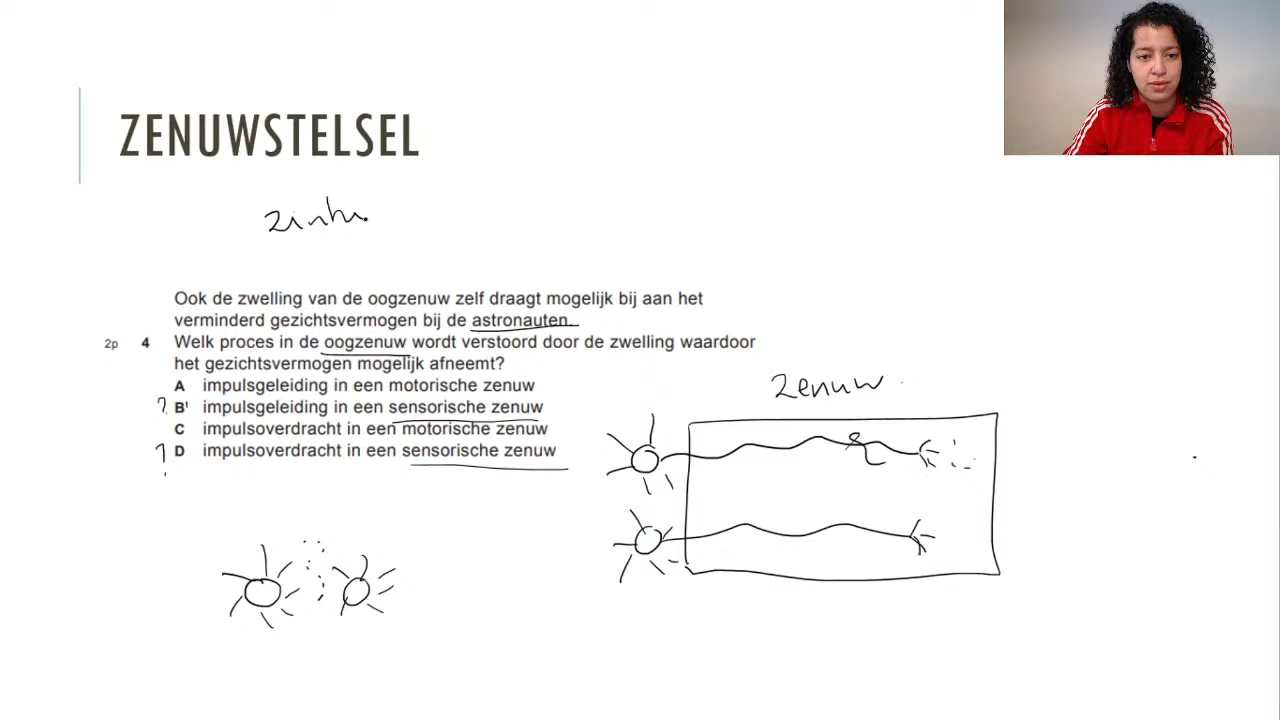 ZENUWSTELSEL
zintu.
Ook de zwelling van de oogzenuw zelf draagt mogelijk bij aan het
verminderd gezichtsvermogen bij de astronauten.
2p 4 Welk proces in de oogzenuw wordt verstoord door de zwelling waardoor
het gezichtsvermogen mogelijk afneemt?
A impulsgeleiding in een motorische zenuw
? B impulsgeleiding in een sensorische zenuw
C impulsoverdracht in een motorische zenuw
? D impulsoverdracht in een sensorische zenuw
Zenuw